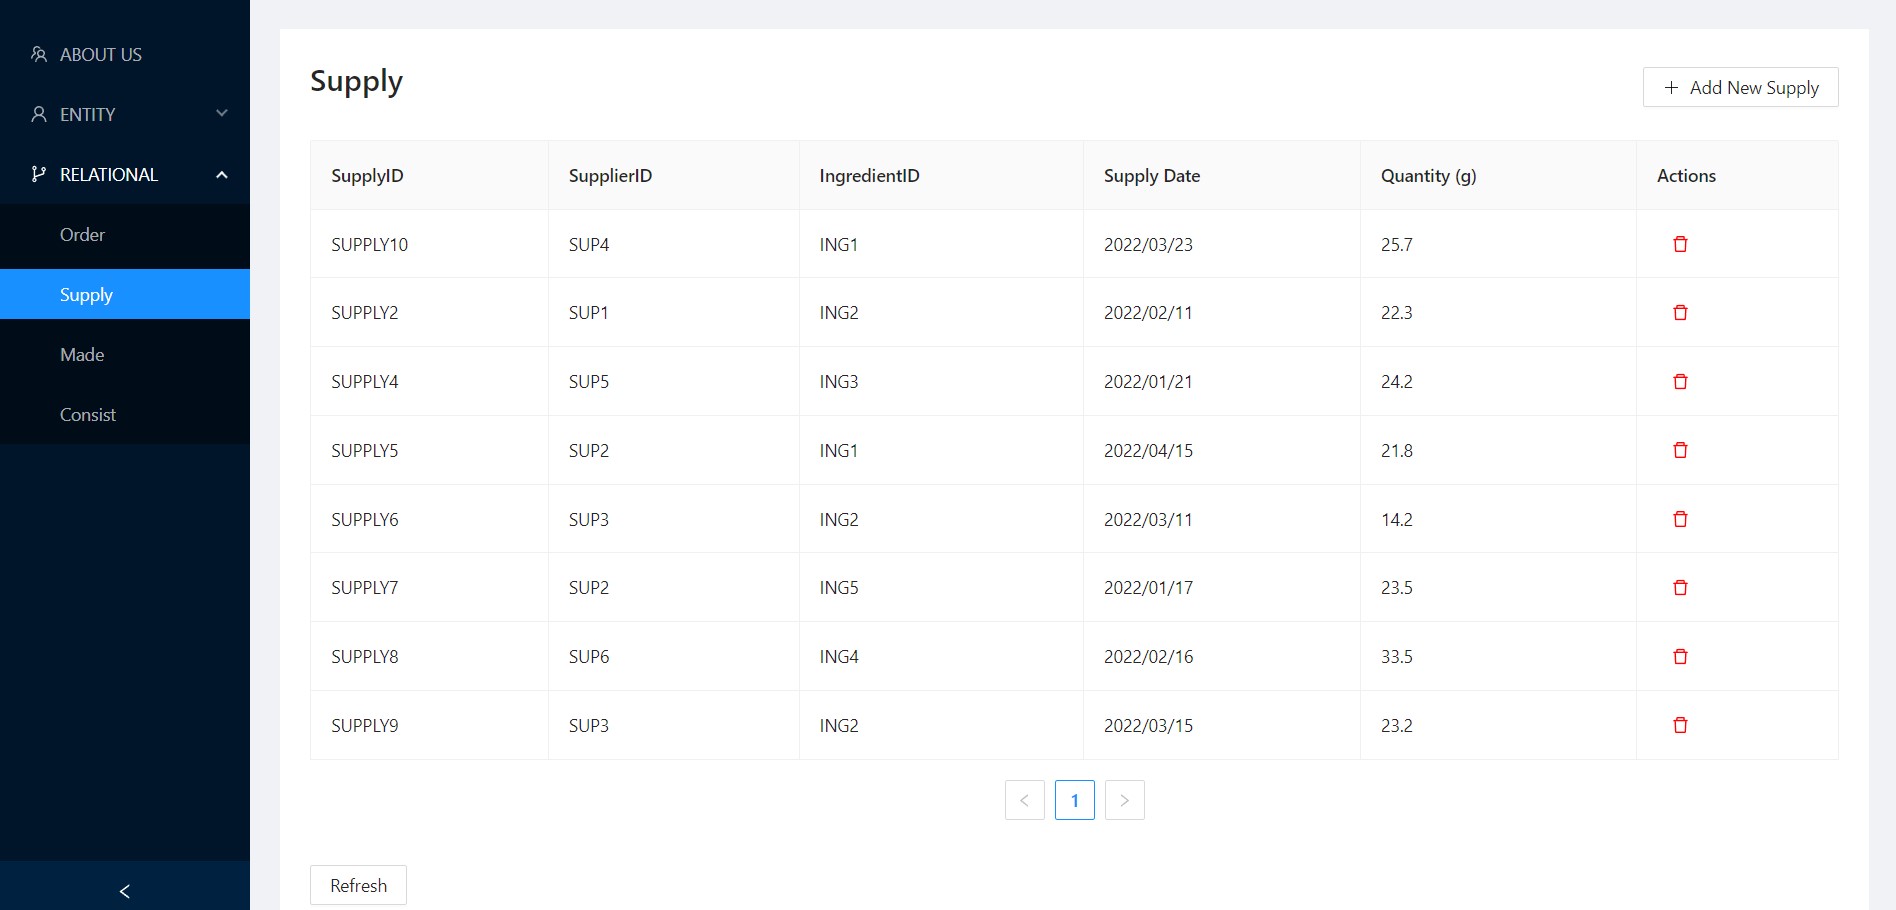 ABOUT US
ENTITY
RELATIONAL
Order
Supply
Made
Consist
Supply
Add New Supply
SupplyID SupplierID IngredientID Supply Date Quantity (g) Actions
SUPPLY10 SUP4 ING1 2022/03/23 25.7
SUPPLY2 SUP1 ING2 2022/02/11 22.3
SUPPLY4 SUP5 ING3 2022/01/21 24.2
SUPPLY5 SUP2 ING1 2022/04/15 21.8
SUPPLY6 SUP3 ING2 2022/03/11 14.2
SUPPLY7 SUP2 ING5 2022/01/17 23.5
SUPPLY8 SUP6 ING4 2022/02/16 33.5
SUPPLY9 SUP3 ING2 2022/03/15 23.2
1
Refresh